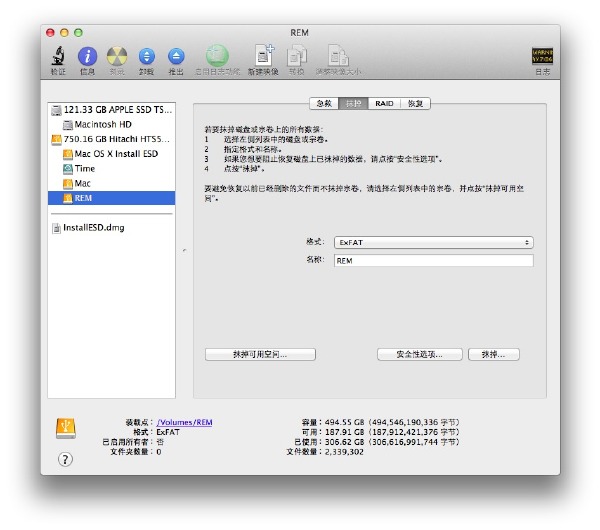 REM
验证 信息 刻录 卸载 推出 启用日志功能 新建映像 转换 调整映像大小 日志
121.33 GB APPLE SSD TS...
Macintosh HD
750.16 GB Hitachi HTS5...
Mac OS X Install ESD
Time
Mac
REM
InstallESD.dmg
急救 抹掉 RAID 恢复
若要抹掉磁盘或宗卷上的所有数据：
1 选择左侧列表中的磁盘或宗卷。
2 指定格式和名称。
3 如果您想要阻止恢复磁盘上已抹掉的数据，请点按“安全性选项”。
4 点按“抹掉”。
要避免恢复以前已经删除的文件而不抹掉宗卷，请选择左侧列表中的宗卷，并点按“抹掉可用空
间”。
格式： ExFAT
名称： REM
抹掉可用空间... 安全性选项... 抹掉...
装载点：/Volumes/REM 容量：494.55 GB（494,546,190,336 字节）
格式：ExFAT 可用：187.91 GB（187,912,421,376 字节）
已启用所有者：否 已使用：306.62 GB（306,616,991,744 字节）
文件夹数量：0 文件数量：2,339,302